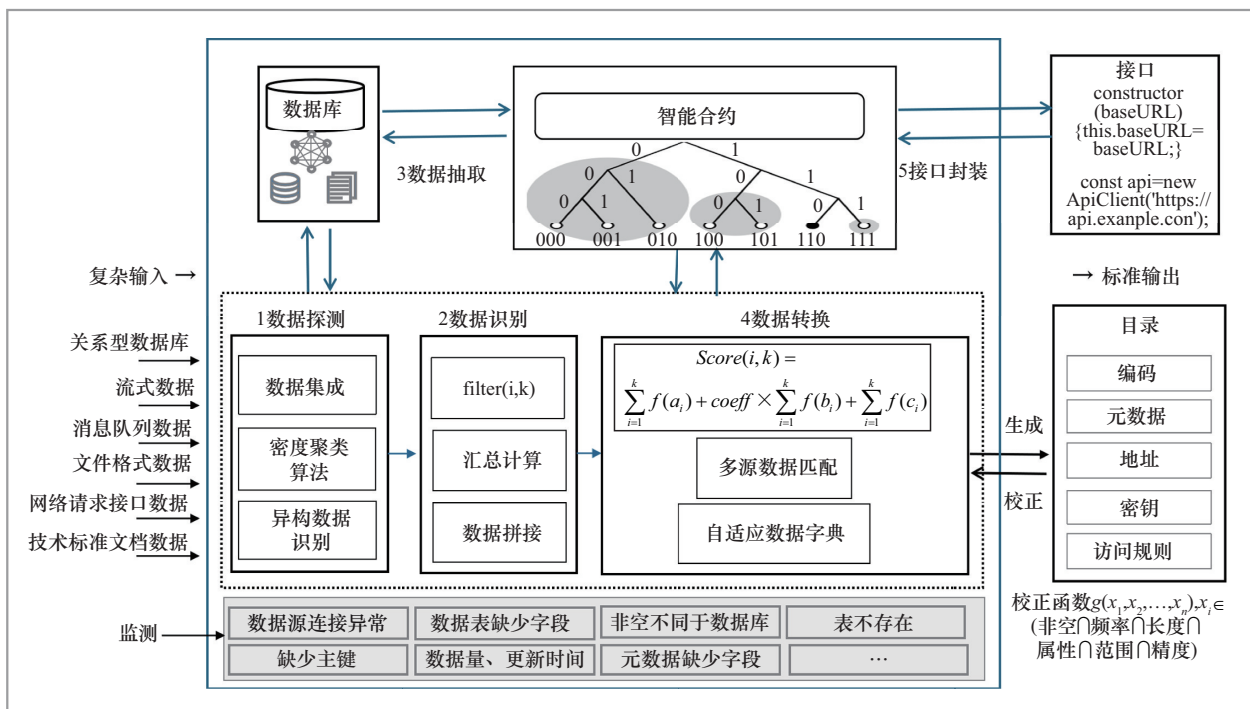 数据库
智能合约
0
1
0
1
0
1
0
1
0
1
0
1
000
001
010
100
101
110
111
3数据抽取
5接口封装
接口
constructor
(baseURL)
{this.baseURL=
baseURL;}
const api=new
ApiClient('https://
api.exanple.con');
复杂输入 →
→ 标准输出
关系型数据库
流式数据
消息队列数据
文件格式数据
网络请求接口数据
技术标准文档数据
1数据探测
数据集成
密度聚类
算法
异构数据
识别
2数据识别
filter(i,k)
汇总计算
数据拼接
4数据转换
Score(i,k)=
∑_{i=1}^{k} f(a_i)+coeff×∑_{i=1}^{k} f(b_i)+∑_{i=1}^{k} f(c_i)
多源数据匹配
自适应数据字典
生成
校正
目录
编码
元数据
地址
密钥
访问规则
校正函数g(x₁,x₂,…,xₙ),xᵢ∈
(非空⋂频率⋂长度⋂
属性⋂范围⋂精度)
监测
数据源连接异常
数据表缺少字段
非空不同于数据库
表不存在
缺少主键
数据量、更新时间
元数据缺少字段
…